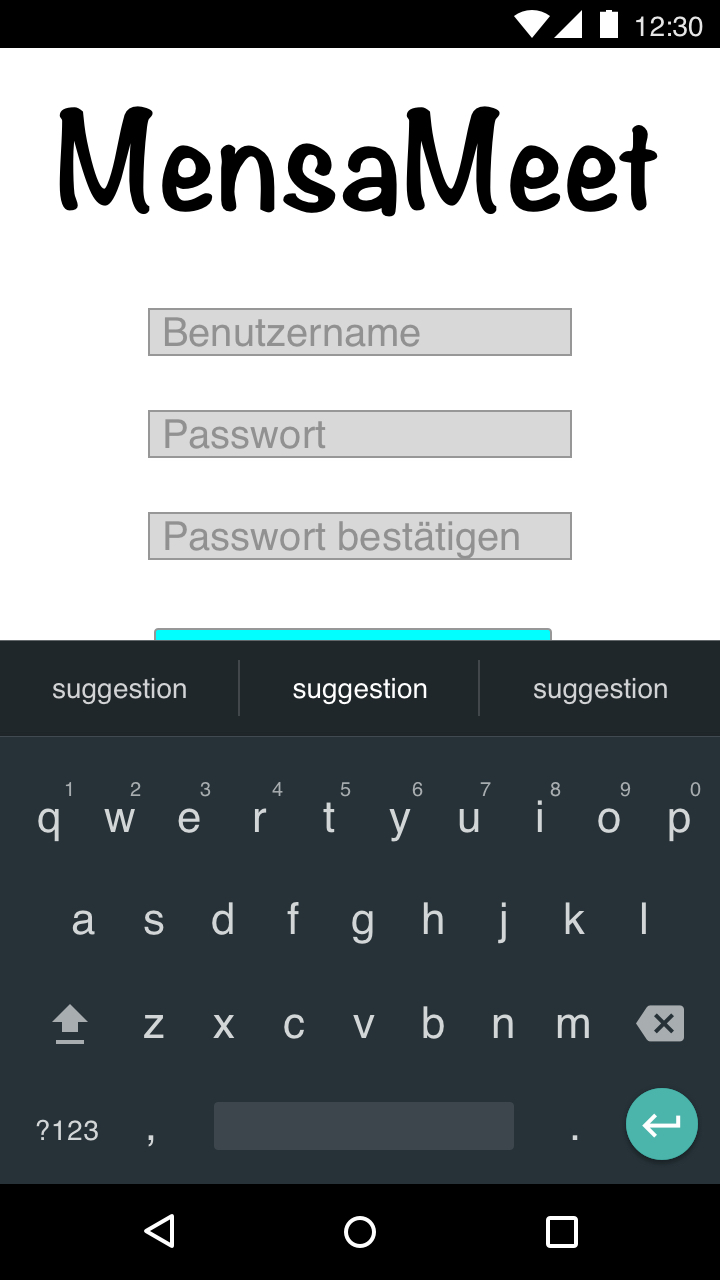 12:30
MensaMeet
Benutzername
Passwort
Passwort bestätigen
suggestion suggestion suggestion
1 2 3 4 5 6 7 8 9 0
q w e r t y u i o p
a s d f g h j k l
z x c v b n m
?123 , .